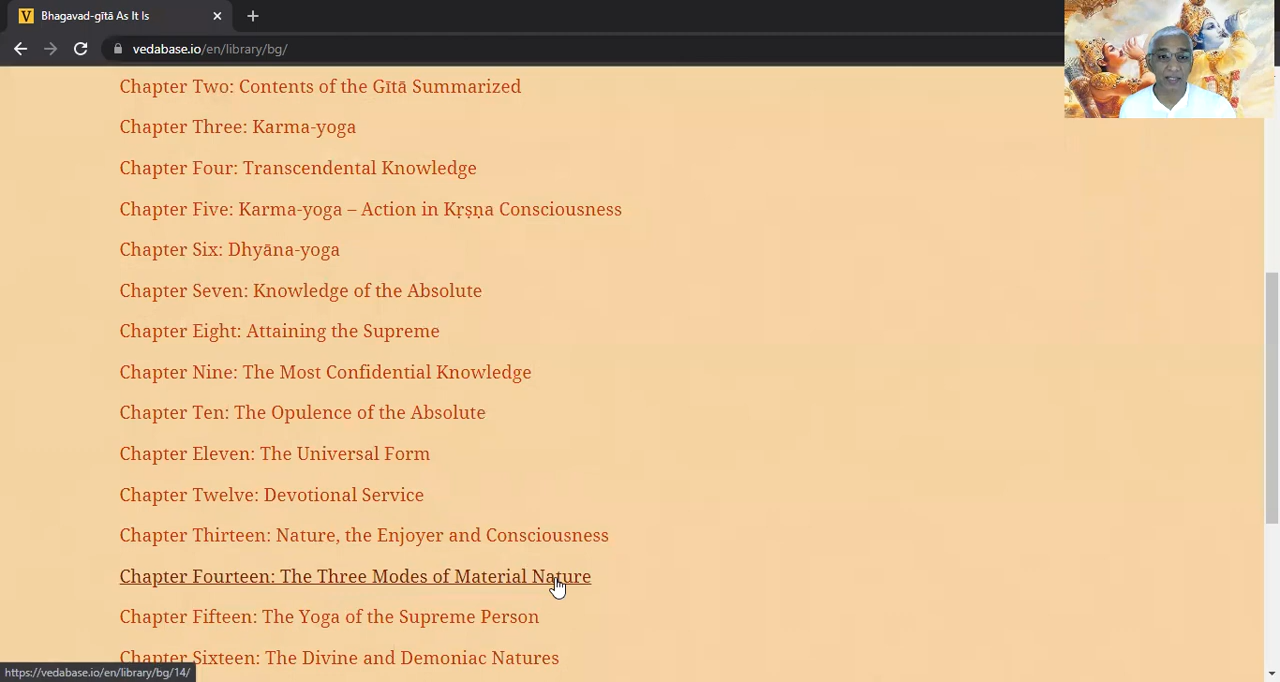 Bhagavad-gītā As It Is
vedabase.io/en/library/bg/
Chapter Two: Contents of the Gītā Summarized
Chapter Three: Karma-yoga
Chapter Four: Transcendental Knowledge
Chapter Five: Karma-yoga – Action in Kṛṣṇa Consciousness
Chapter Six: Dhyāna-yoga
Chapter Seven: Knowledge of the Absolute
Chapter Eight: Attaining the Supreme
Chapter Nine: The Most Confidential Knowledge
Chapter Ten: The Opulence of the Absolute
Chapter Eleven: The Universal Form
Chapter Twelve: Devotional Service
Chapter Thirteen: Nature, the Enjoyer and Consciousness
Chapter Fourteen: The Three Modes of Material Nature
Chapter Fifteen: The Yoga of the Supreme Person
Chapter Sixteen: The Divine and Demoniac Natures
https://vedabase.io/en/library/bg/14/